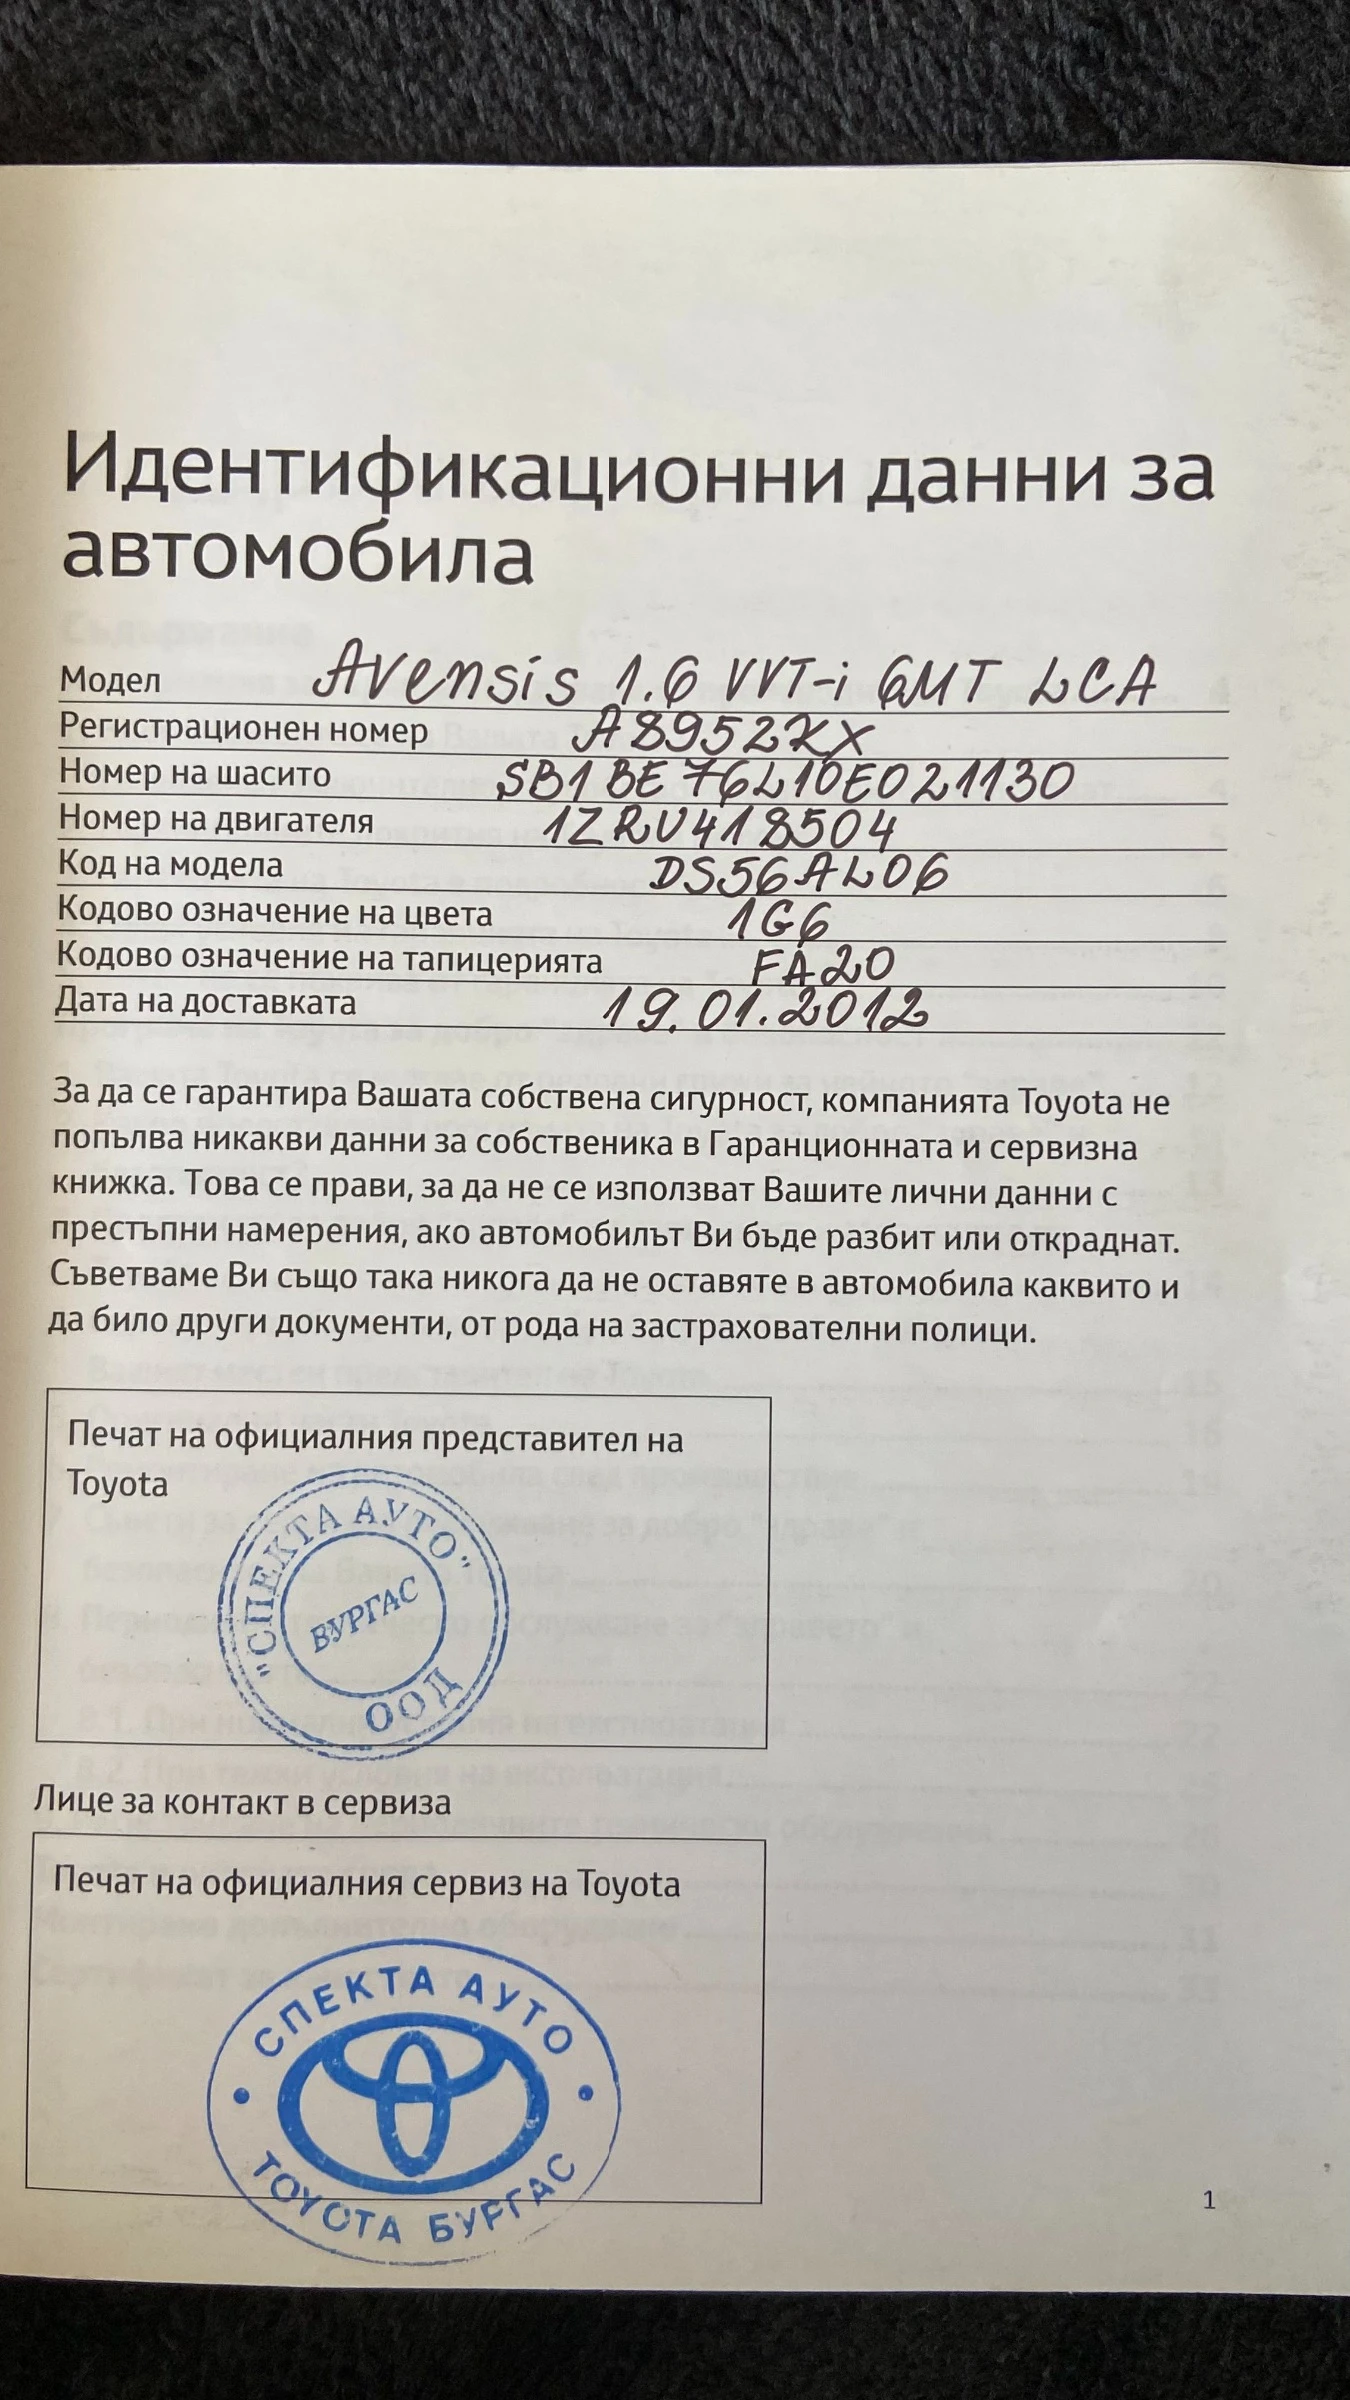 Идентификационни данни за
автомобила
Модел Avensis 1.6 VVT-i 6MT LCA
Регистрационен номер А8952КХ
Номер на шасито SB1BE76L10E021130
Номер на двигателя 1ZRU418504
Код на модела DS56AL06
Кодово означение на цвета 1G6
Кодово означение на тапицерията FA20
Дата на доставката 19.01.2012
За да се гарантира Вашата собствена сигурност, компанията Toyota не
попълва никакви данни за собственика в Гаранционната и сервизна
книжка. Това се прави, за да не се използват Вашите лични данни с
престъпни намерения, ако автомобилът Ви бъде разбит или откраднат.
Съветваме Ви също така никога да не оставяте в автомобила каквито и
да било други документи, от рода на застрахователни полици.
Печат на официалния представител на
Toyota
"СПЕКТА АУТО"
БУРГАС
ООД
Лице за контакт в сервиза
Печат на официалния сервиз на Toyota
СПЕКТА АУТО
ТОYОТА БУРГАС
1